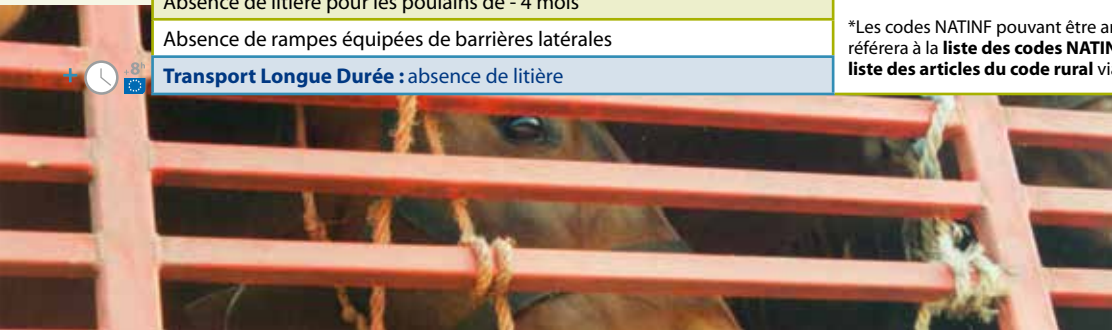 Absence de litière pour les poulains de - 4 mois
Absence de rampes équipées de barrières latérales
+ 8h Transport Longue Durée : absence de litière
*Les codes NATINF pouvant être
référera à la liste des codes
liste des articles du code rural